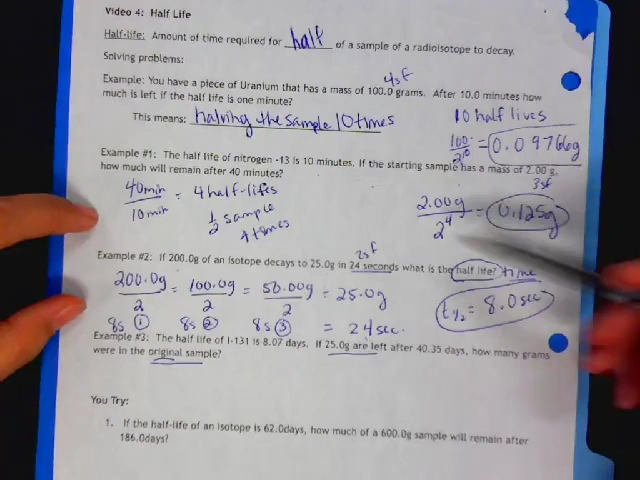 Video 4: Half Life
Half-life: Amount of time required for half of a sample of a radioisotope to decay.
Solving problems:
4sf
Example: You have a piece of Uranium that has a mass of 100.0 grams. After 10.0 minutes how
much is left if the half life is one minute?
10 half lives
This means: halving the sample 10 times
100. / 2^10 = 0.09766g
Example #1: The half life of nitrogen -13 is 10 minutes. If the starting sample has a mass of 2.00 g,
how much will remain after 40 minutes?
3sf
40min / 10min = 4 half-lifes
1/2 sample
4 times
2.00g / 2^4 = 0.125g
2sf
Example #2: If 200.0g of an isotope decays to 25.0g in 24 seconds what is the half life? time
200.0g / 2 = 100.0g / 2 = 50.00g / 2 = 25.0g
t½ = 8.0sec
8s 1 8s 2 8s 3 = 24sec.
Example #3: The half life of I-131 is 8.07 days. If 25.0g are left after 40.35 days, how many grams
were in the original sample?
You Try:
1. If the half-life of an isotope is 62.0days, how much of a 600.0g sample will remain after
186.0days?